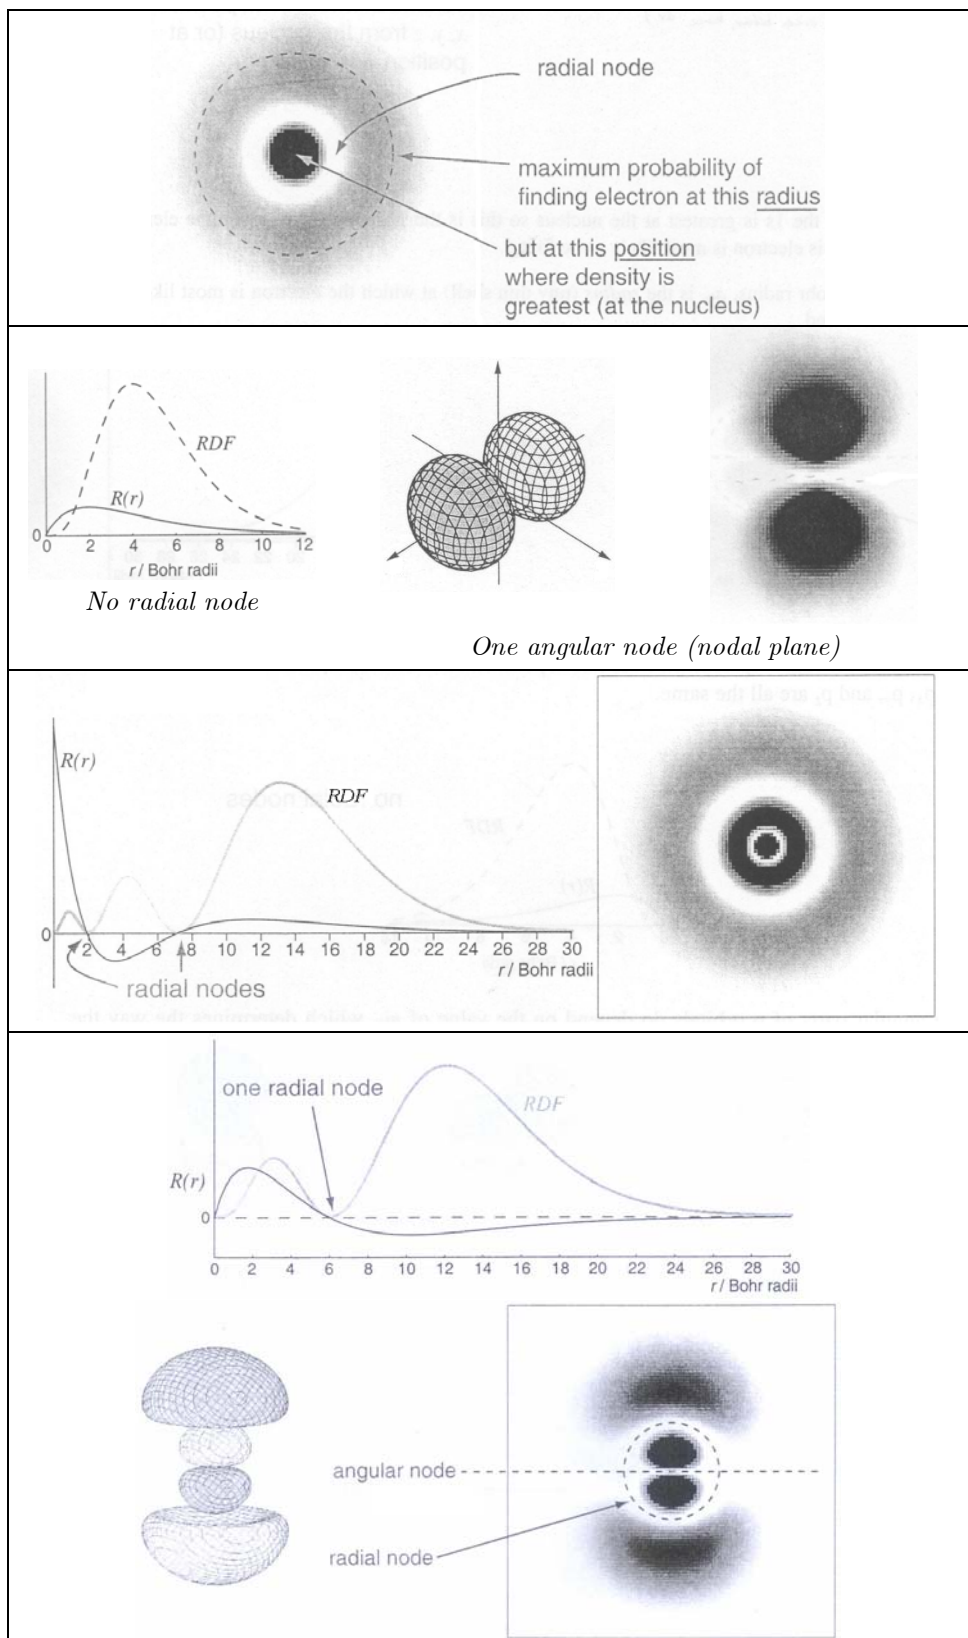 radial node
maximum probability of
finding electron at this radius
but at this position
where density is
greatest (at the nucleus)
RDF
R(r)
0
0 2 4 6 8 10 12
r / Bohr radii
No radial node
One angular node (nodal plane)
R(r)
RDF
0
2 4 6 8 10 12 14 16 18 20 22 24 26 28 30
r / Bohr radii
radial nodes
one radial node
RDF
R(r)
0
0 2 4 6 8 10 12 14 16 18 20 22 24 26 28 30
r / Bohr radii
angular node
radial node